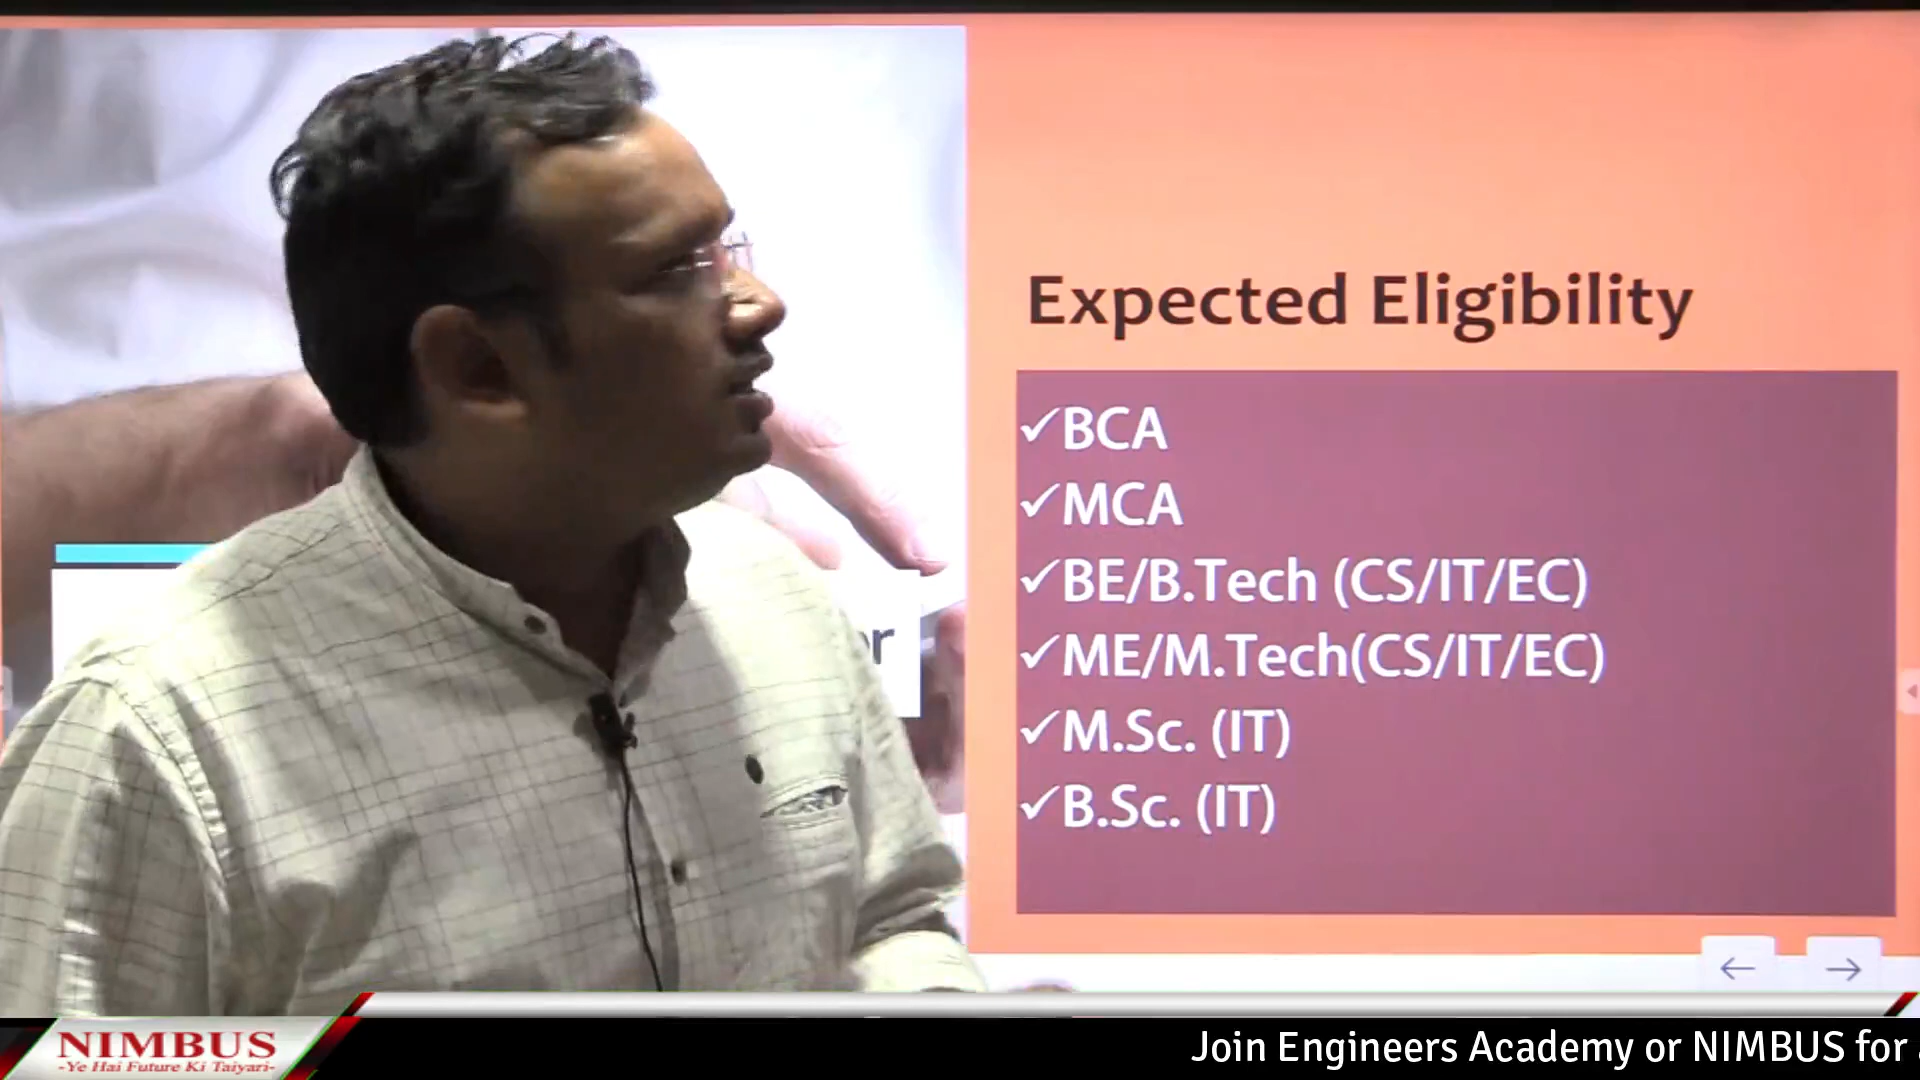 Expected Eligibility
✓BCA
✓MCA
✓BE/B.Tech (CS/IT/EC)
✓ME/M.Tech(CS/IT/EC)
✓M.Sc. (IT)
✓B.Sc. (IT)
NIMBUS
-Ye Hai Future Ki Taiyari-
Join Engineers Academy or NIMBUS for